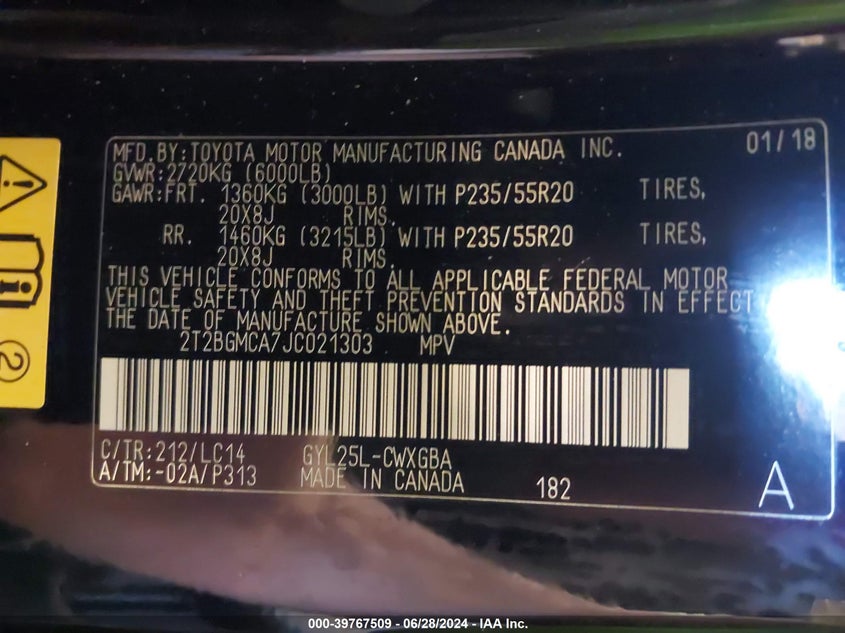 MFD.BY:TOYOTA MOTOR MANUFACTURING CANADA INC. 01/18
GVWR:2720KG (6000LB)
GAWR:FRT. 1360KG (3000LB) WITH P235/55R20 TIRES,
20X8J RIMS.
RR. 1460KG (3215LB) WITH P235/55R20 TIRES,
20X8J RIMS.
THIS VEHICLE CONFORMS TO ALL APPLICABLE FEDERAL MOTOR
VEHICLE SAFETY AND THEFT PREVENTION STANDARDS IN EFFECT
THE DATE OF MANUFACTURE SHOWN ABOVE.
2T2BGMCA7JC021303 MPV
C/TR:212/LC14 GYL25L-CWXGBA
A/TM:-02A/P313 MADE IN CANADA 182 A
2
000-39767509 - 06/28/2024 - IAA Inc.